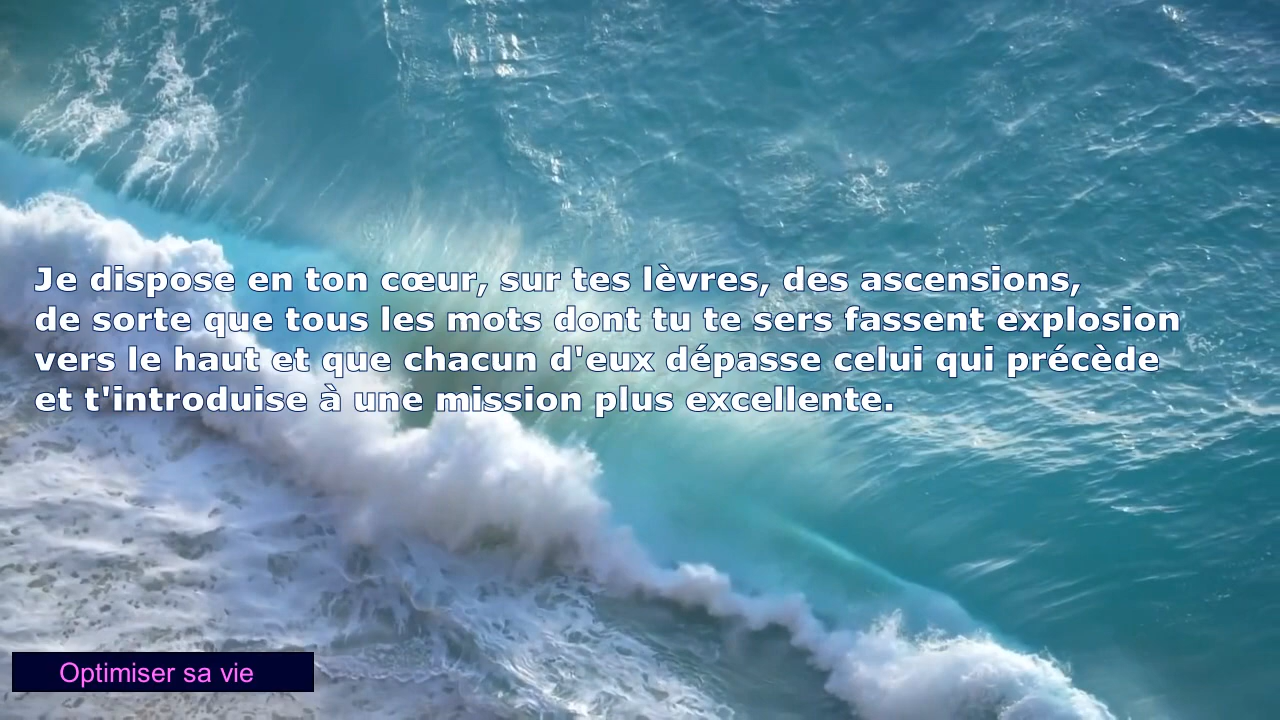 Je dispose en ton cœur, sur tes lèvres, des ascensions,
de sorte que tous les mots dont tu te sers fassent explosion
vers le haut et que chacun d'eux dépasse celui qui précède
et t'introduise à une mission plus excellente.
Optimiser sa vie